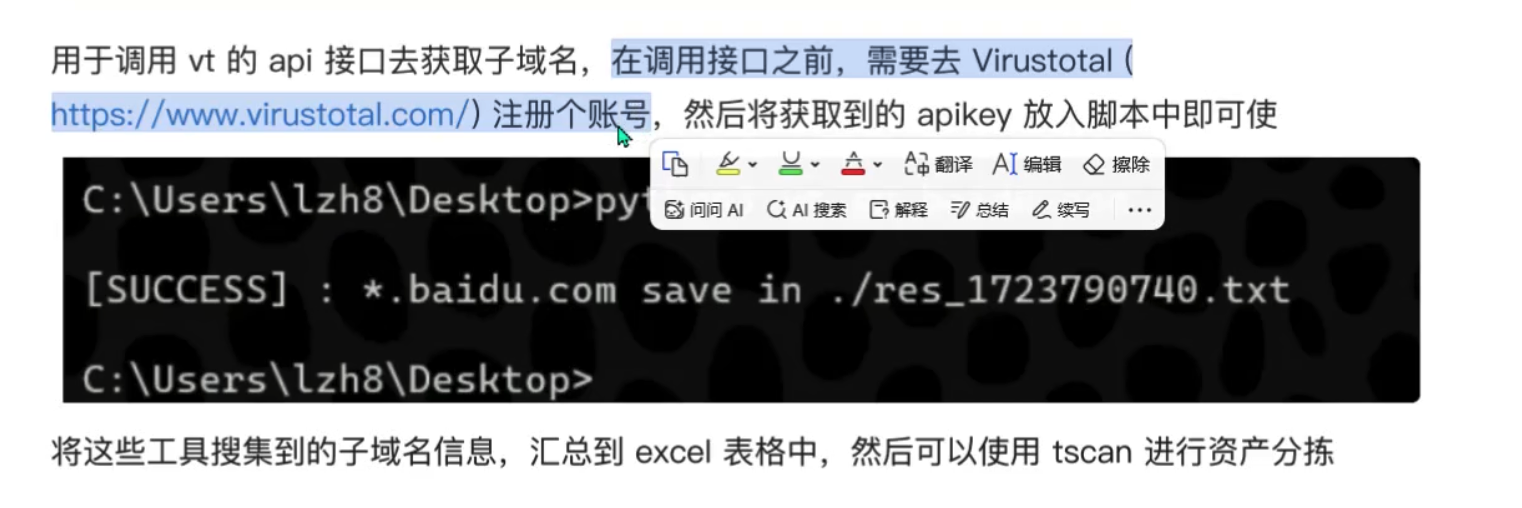 用于调用 vt 的 api 接口去获取子域名，在调用接口之前，需要去 Virustotal (
https://www.virustotal.com/) 注册个账号，然后将获取到的 apikey 放入脚本中即可使
翻译 编辑 擦除
C:\Users\lzh8\Desktop>pyt
问问 AI AI 搜索 解释 总结 续写 ...
[SUCCESS] : *.baidu.com save in ./res_1723790740.txt
C:\Users\lzh8\Desktop>
将这些工具搜集到的子域名信息，汇总到 excel 表格中，然后可以使用 tscan 进行资产分拣